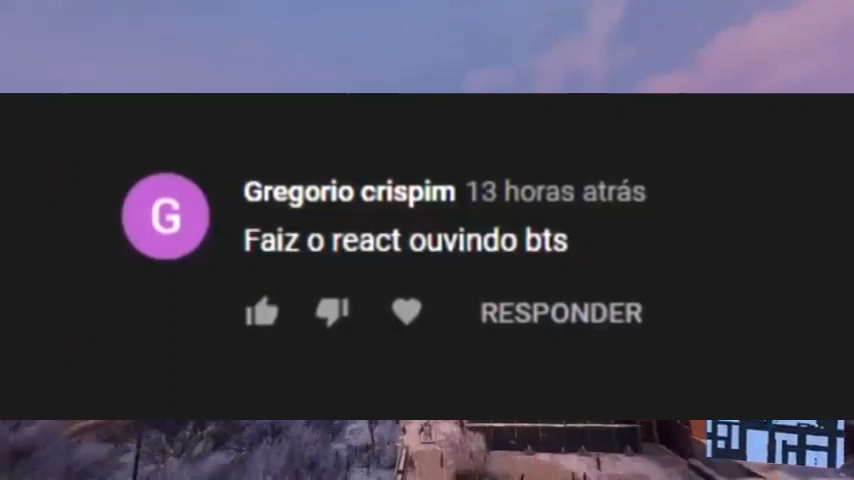 G
Gregorio crispim 13 horas atrás
Faiz o react ouvindo bts
RESPONDER